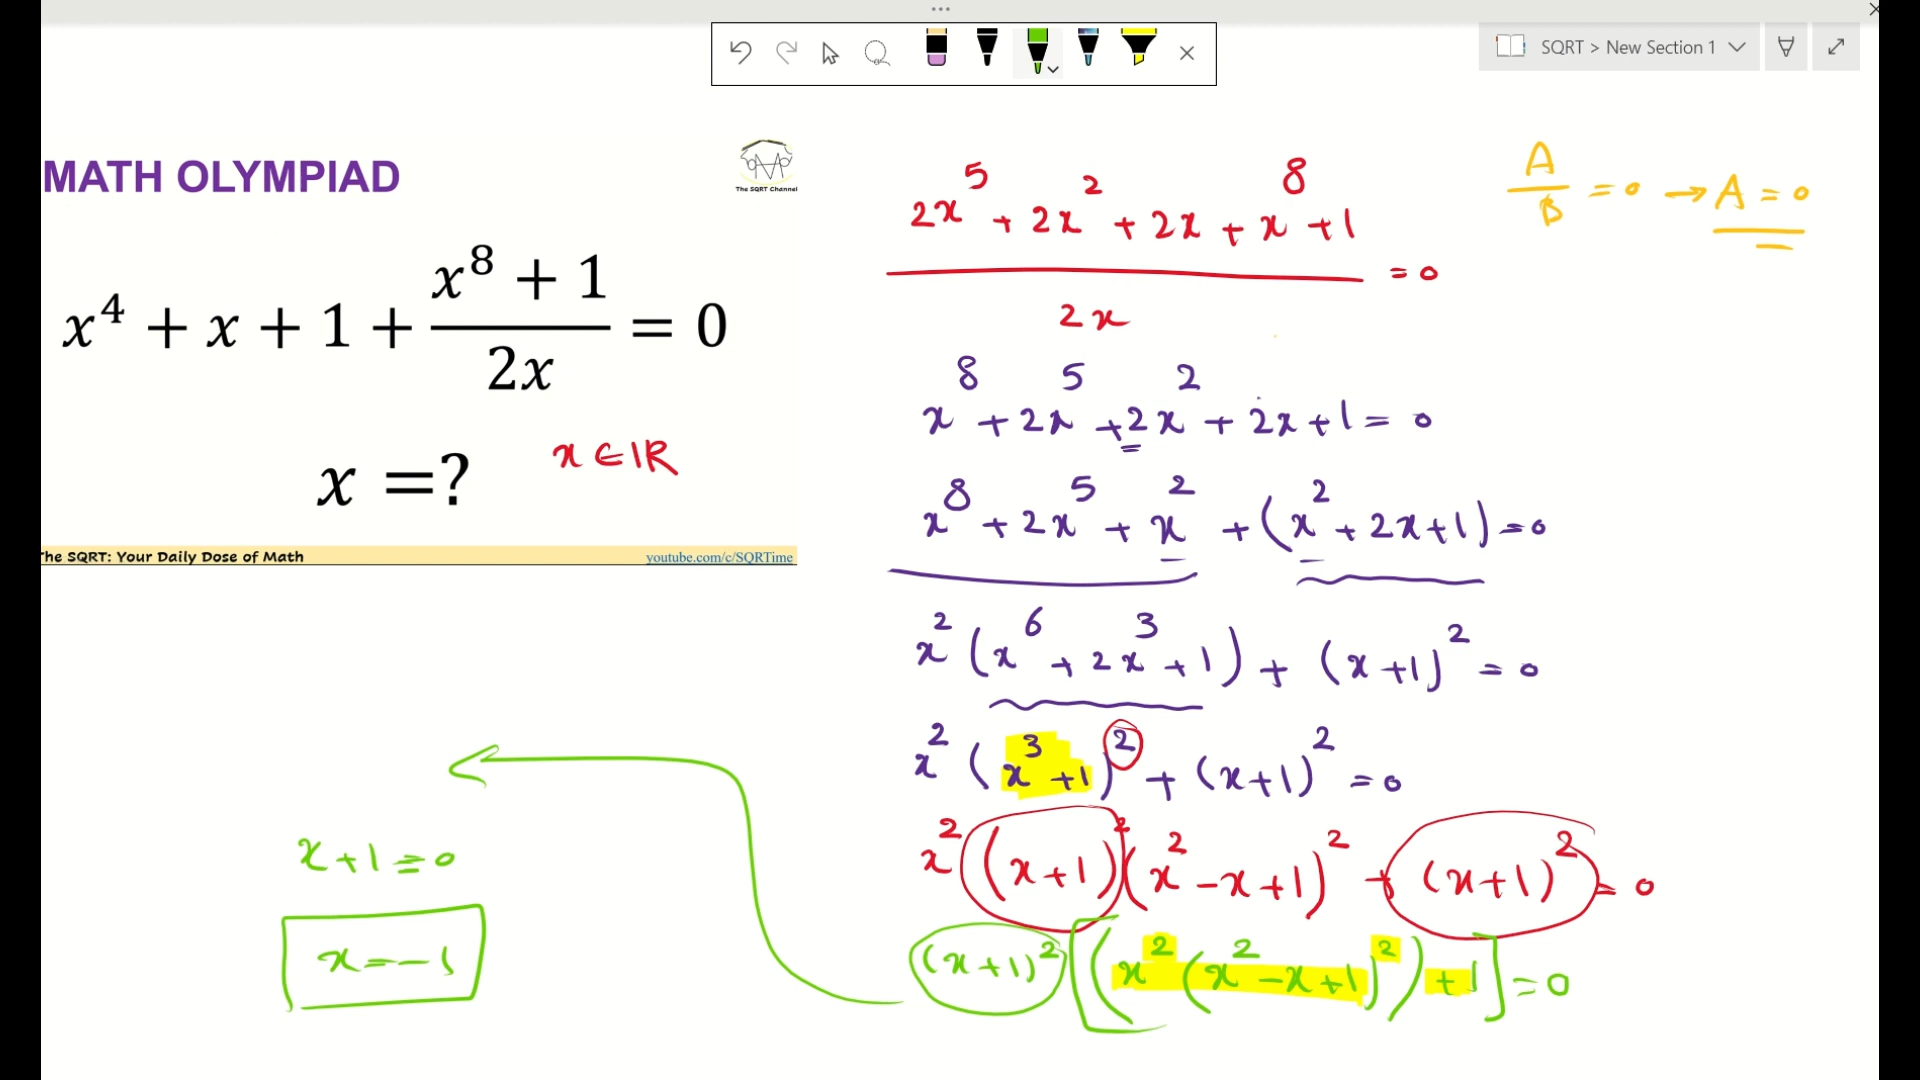 SQRT > New Section 1
MATH OLYMPIAD
The SQRT Channel
x⁴ + x + 1 + (x⁸ + 1)/(2x) = 0
x =?
x ∈ ℝ
The SQRT: Your Daily Dose of Math
youtube.com/c/SQRTime
(2x⁵ + 2x² + 2x + x⁸ + 1)/(2x) = 0
A/B = 0 → A = 0
x⁸ + 2x⁵ + 2x² + 2x + 1 = 0
x⁸ + 2x⁵ + x² + (x² + 2x + 1) = 0
x² (x⁶ + 2x³ + 1) + (x + 1)² = 0
x² (x³ + 1)² + (x + 1)² = 0
x² (x + 1)² (x² - x + 1)² + (x + 1)² = 0
(x + 1)² [(x² (x² - x + 1)²) + 1] = 0
x + 1 = 0
x = -1